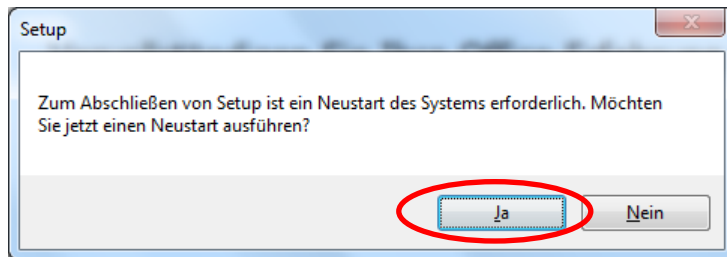 Setup
Zum Abschließen von Setup ist ein Neustart des Systems erforderlich. Möchten
Sie jetzt einen Neustart ausführen?
Ja
Nein